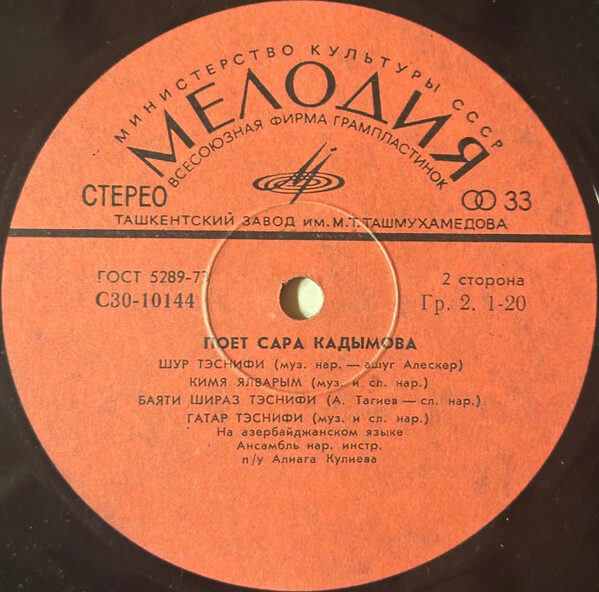 МИНИСТЕРСТВО КУЛЬТУРЫ СССР
МЕЛОДИЯ
ВСЕСОЮЗНАЯ ФИРМА ГРАМПЛАСТИНОК
СТЕРЕО
33
ТАШКЕНТСКИЙ ЗАВОД ИМ. М. Т. ТАШМУХАМЕДОВА
ГОСТ 5289-73
2 сторона
С30-10144
Гр. 2. 1-20
ПОЕТ САРА КАДЫМОВА
ШУР ТЭСНИФИ (муз. нар. — ашуг Алескер)
КИМЯ ЯЛВАРЫМ (муз. и сл. нар.)
БАЯТИ ШИРАЗ ТЭСНИФИ (А. Тагиев — сл. нар.)
ГАТАР ТЭСНИФИ (муз. и сл. нар.)
На азербайджанском языке
Ансамбль нар. инстр.
п/у Алиага Кулиева